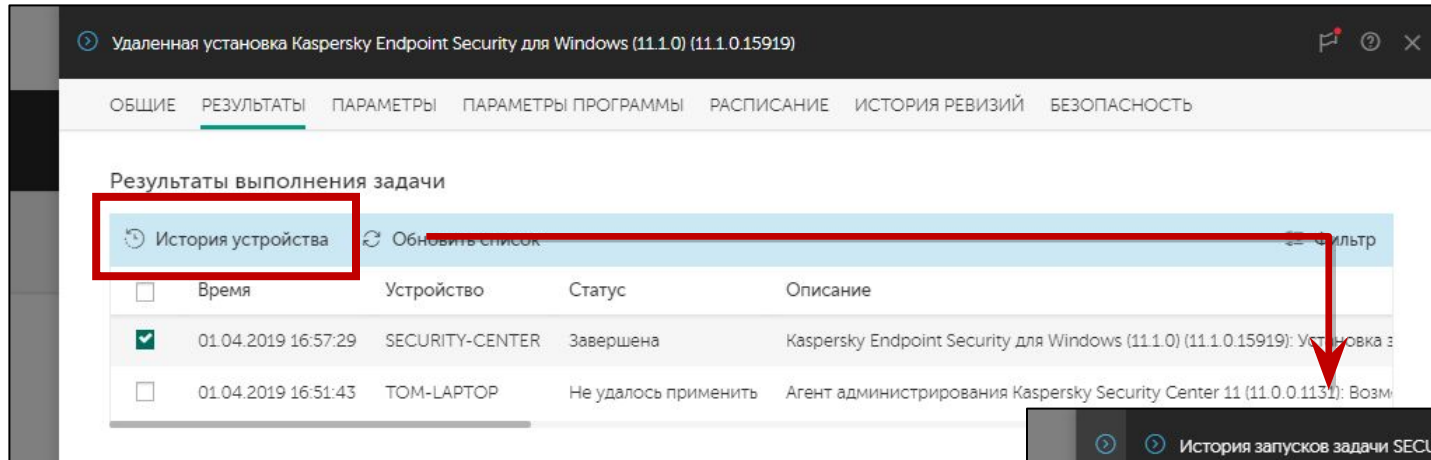 Удаленная установка Kaspersky Endpoint Security для Windows (11.1.0) (11.1.0.15919)
ОБЩИЕ РЕЗУЛЬТАТЫ ПАРАМЕТРЫ ПАРАМЕТРЫ ПРОГРАММЫ РАСПИСАНИЕ ИСТОРИЯ РЕВИЗИЙ БЕЗОПАСНОСТЬ
Результаты выполнения задачи
История устройства Обновить список Фильтр
Время Устройство Статус Описание
01.04.2019 16:57:29 SECURITY-CENTER Завершена Kaspersky Endpoint Security для Windows (11.1.0) (11.1.0.15919): Установка
01.04.2019 16:51:43 TOM-LAPTOP Не удалось применить Агент администрирования Kaspersky Security Center 11 (11.0.0.1131):
История запусков задачи